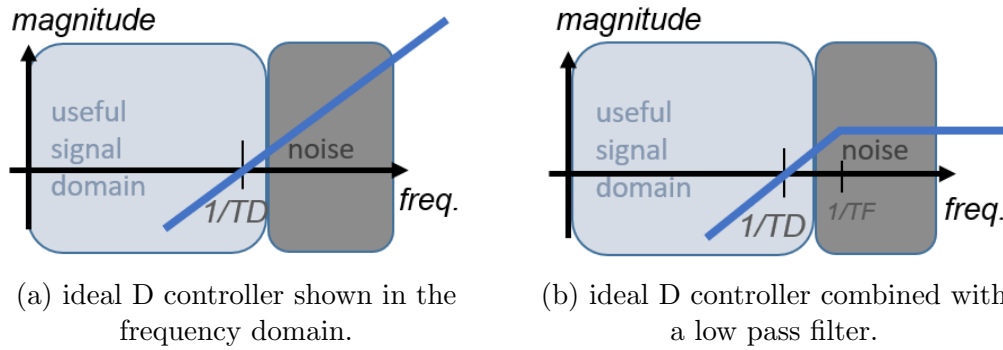 magnitude
useful
signal
domain
noise
1/TD
freq.
(a) ideal D controller shown in the
frequency domain.
magnitude
useful
signal
domain
noise
1/TD
1/TF
freq.
(b) ideal D controller combined with
a low pass filter.